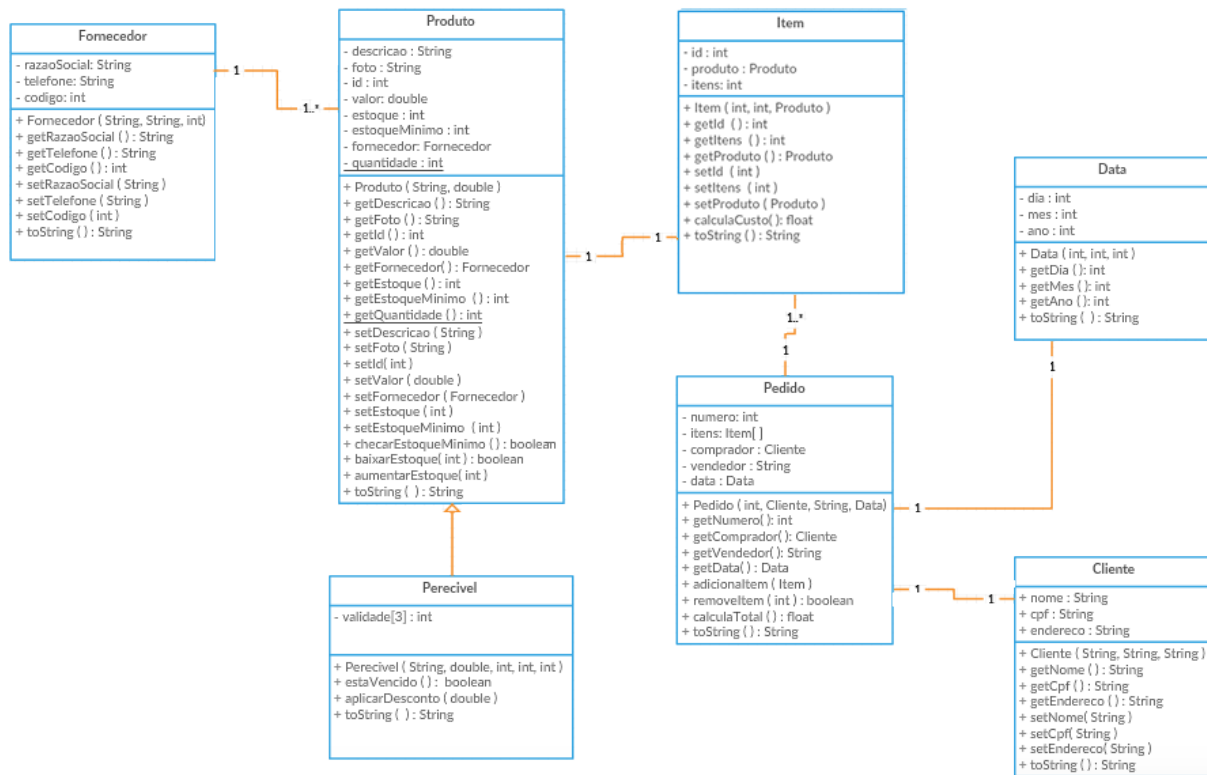 Fornecedor
- razaoSocial: String
- telefone: String
- codigo: int
+ Fornecedor ( String, String, int)
+ getRazaoSocial ( ): String
+ getTelefone ( ): String
+ getCodigo ( ): int
+ setRazaoSocial ( String )
+ setTelefone ( String )
+ setCodigo ( int )
+ toString ( ) : String
1
1..*
Produto
- descricao : String
- foto : String
- id : int
- valor: double
- estoque : int
- estoqueMinimo : int
- fornecedor: Fornecedor
- quantidade : int
+ Produto ( String, double )
+ getDescricao ( ) : String
+ getFoto ( ) : String
+ getId ( ) : int
+ getValor ( ) : double
+ getFornecedor( ) : Fornecedor
+ getEstoque ( ) : int
+ getEstoqueMinimo ( ) : int
+ getQuantidade ( ) : int
+ setDescricao ( String )
+ setFoto ( String )
+ setId( int )
+ setValor ( double )
+ setFornecedor ( Fornecedor )
+ setEstoque ( int )
+ setEstoqueMinimo ( int )
+ checarEstoqueMinimo ( ) : boolean
+ baixarEstoque( int ) : boolean
+ aumentarEstoque( int )
+ toString ( ) : String
1
1
Item
- id : int
- produto : Produto
- itens: int
+ Item ( int, int, Produto )
+ getId ( ) : int
+ getItens ( ) : int
+ getProduto ( ) : Produto
+ setId ( int )
+ setItens ( int )
+ setProduto ( Produto )
+ calculaCusto( ): float
+ toString ( ) : String
1..*
1
Data
- dia : int
- mes : int
- ano : int
+ Data ( int, int, int )
+ getDia ( ): int
+ getMes ( ): int
+ getAno ( ): int
+ toString ( ) : String
1
1
Pedido
- numero: int
- itens: Item[ ]
- comprador : Cliente
- vendedor : String
- data : Data
+ Pedido ( int, Cliente, String, Data)
+ getNumero( ): int
+ getComprador( ): Cliente
+ getVendedor( ): String
+ getData( ) : Data
+ adicionaItem ( Item )
+ removeItem ( int ) : boolean
+ calculaTotal ( ) : float
+ toString ( ) : String
1
1
Perecivel
- validade[3] : int
+ Perecivel ( String, double, int, int, int )
+ estaVencido ( ) : boolean
+ aplicarDesconto ( double )
+ toString ( ) : String
Cliente
+ nome : String
+ cpf : String
+ endereco : String
+ Cliente ( String, String, String )
+ getNome ( ) : String
+ getCpf ( ) : String
+ getEndereco ( ) : String
+ setNome( String )
+ setCpf( String )
+ setEndereco( String )
+ toString ( ) : String